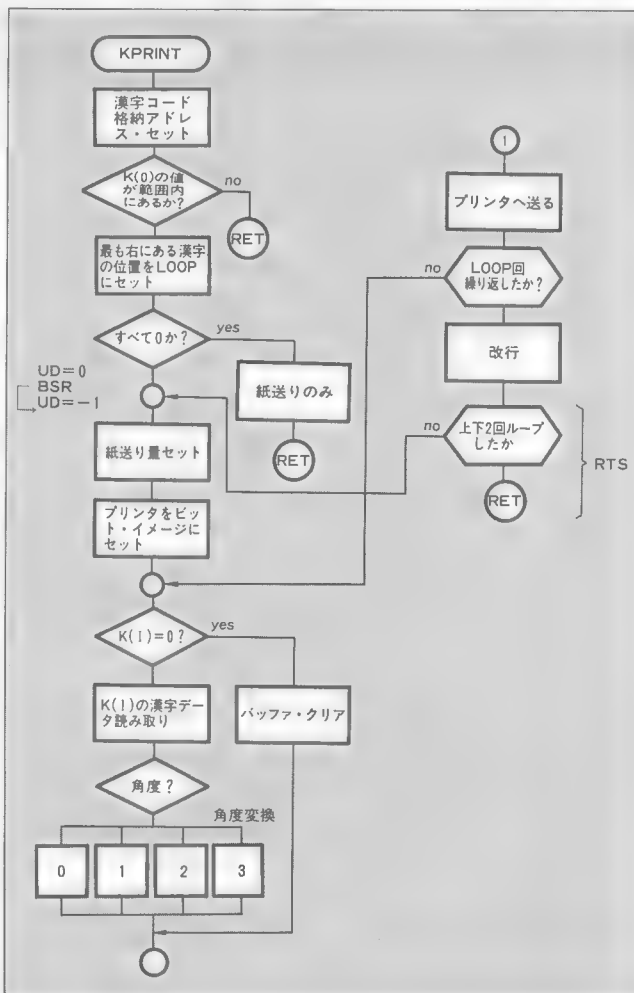 KPRINT
漢字コード
格納アドレ
ス・セット
K(0)の値
が範囲内
にあるか?
no
RET
最も右にある漢字
の位置をLOOP
にセット
すべて0か?
yes
紙送りのみ
RET
UD=0
BSR
UD=-1
紙送り量セット
プリンタをビッ
ト・イメージに
セット
K(I)=0?
yes
K(I)の漢字デー
タ読み取り
バッファ・クリア
角度?
角度変換
0
1
2
3
1
プリンタへ送る
no
LOOP回
繰り返したか?
改行
no
上下2回ループ
したか
RET
RTS